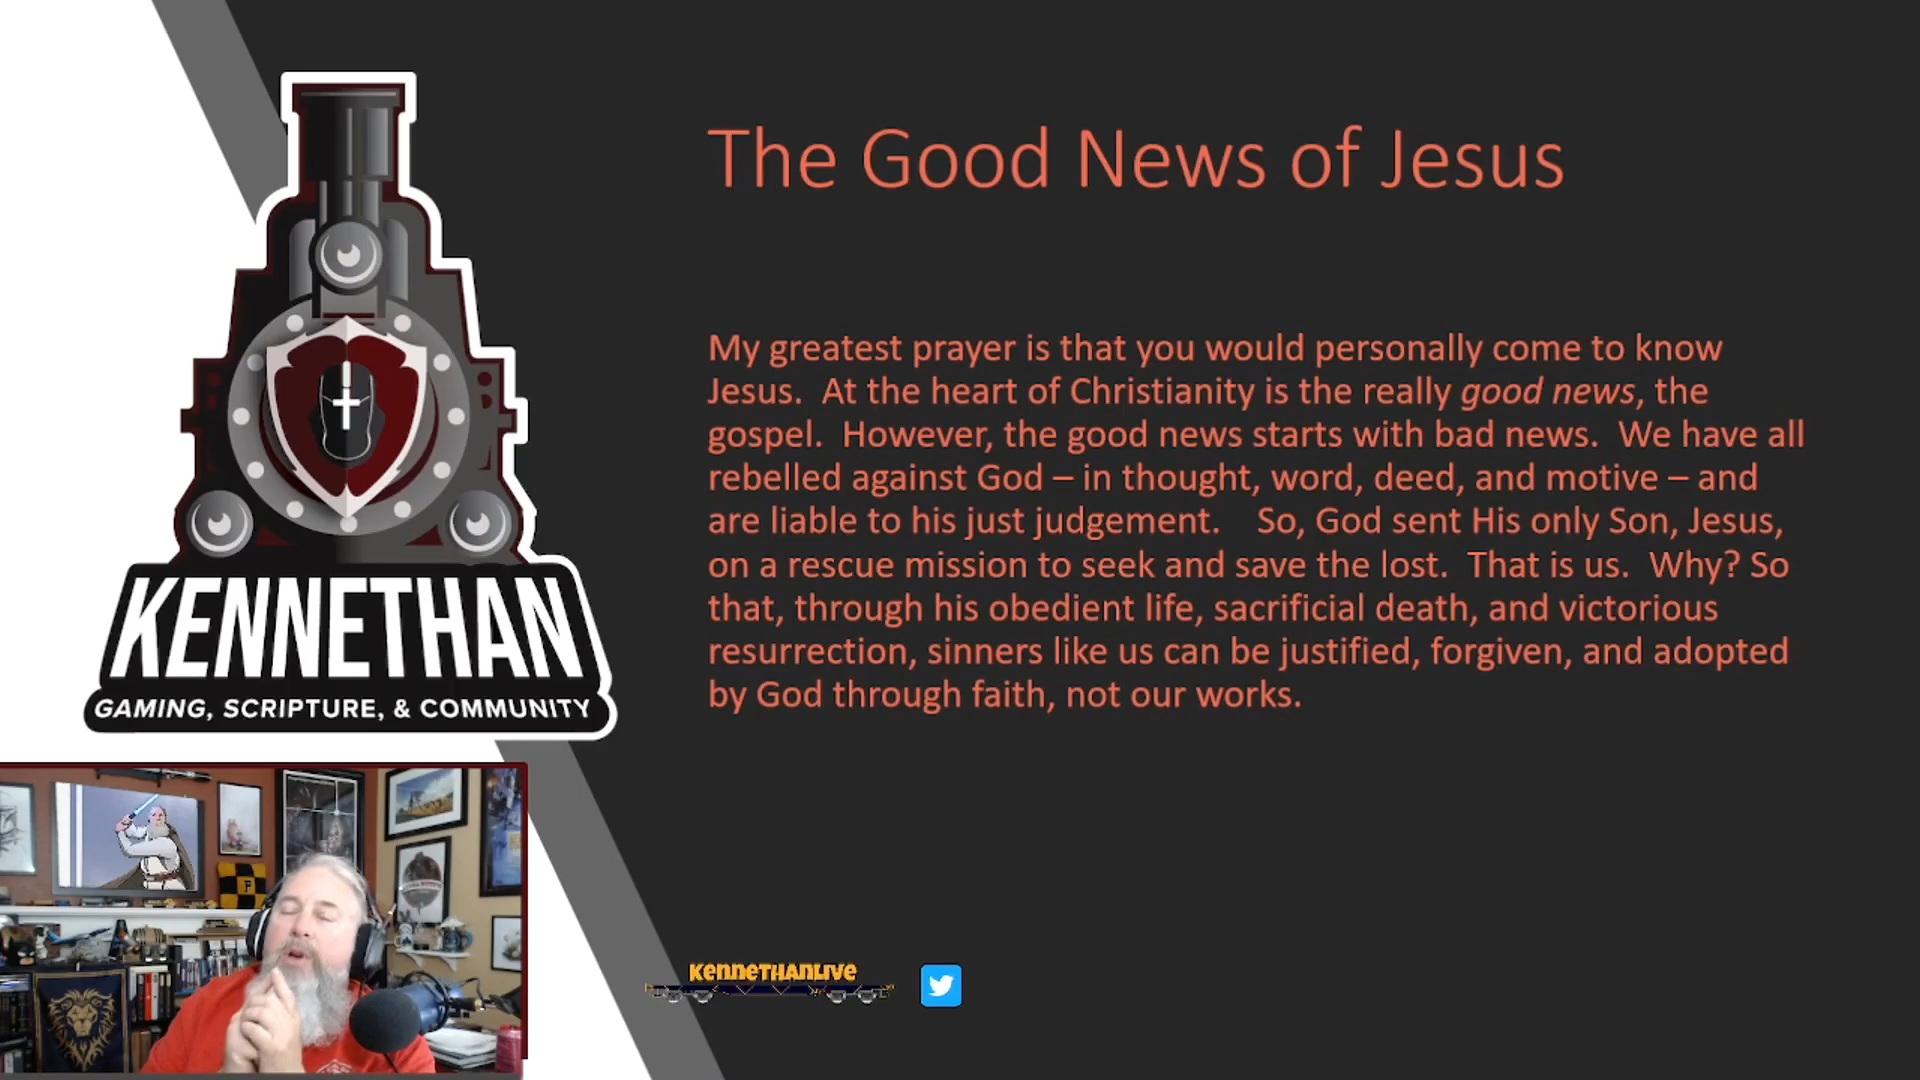 The Good News of Jesus
My greatest prayer is that you would personally come to know
Jesus.  At the heart of Christianity is the really good news, the
gospel.  However, the good news starts with bad news.  We have all
rebelled against God – in thought, word, deed, and motive – and
are liable to his just judgement.    So, God sent His only Son, Jesus,
on a rescue mission to seek and save the lost.  That is us.  Why? So
that, through his obedient life, sacrificial death, and victorious
resurrection, sinners like us can be justified, forgiven, and adopted
by God through faith, not our works.
KENNETHAN
GAMING, SCRIPTURE, & COMMUNITY
P
KENNETHANLIVE